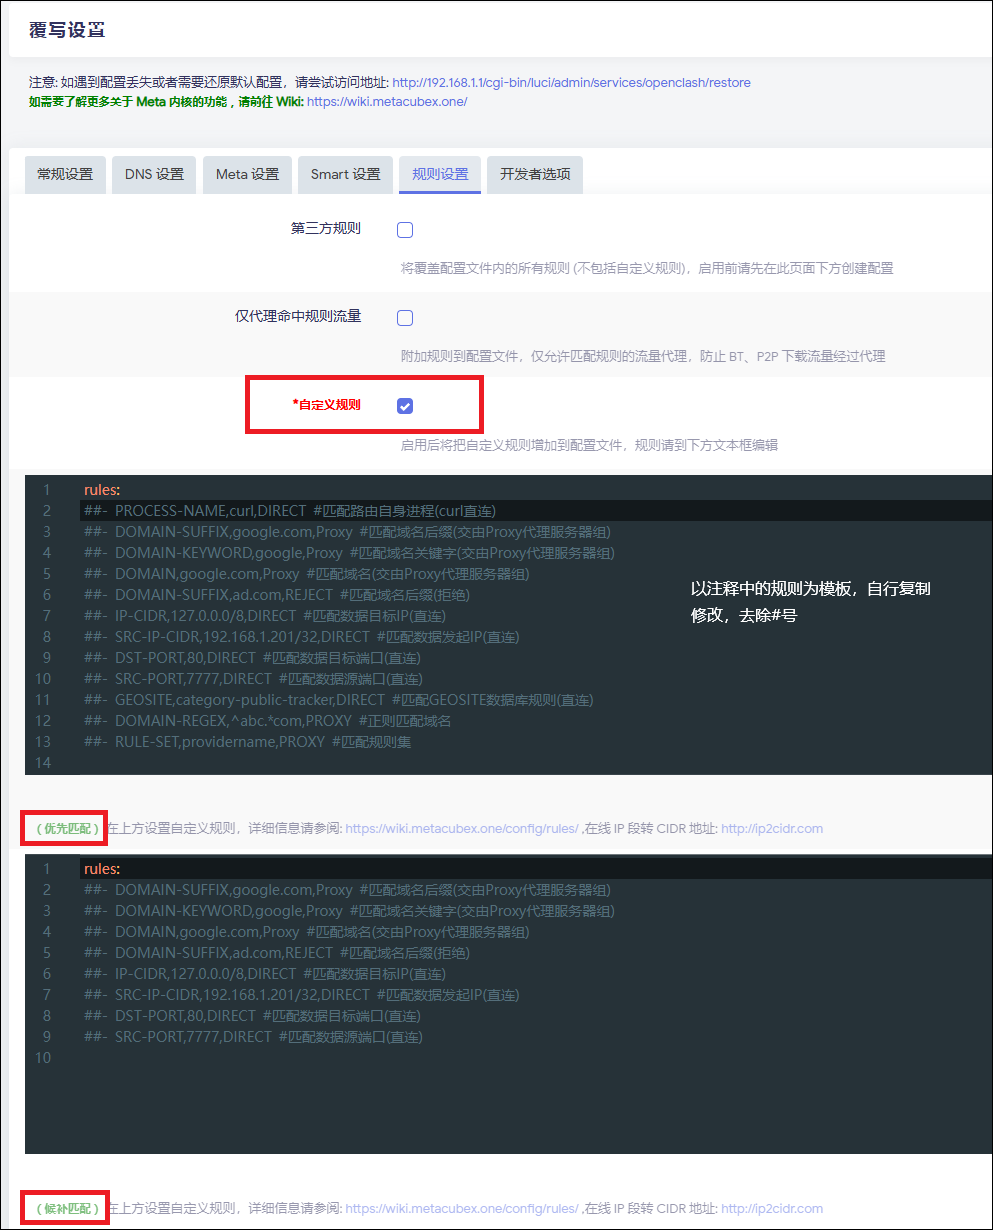 覆写设置
注意: 如遇到配置丢失或者需要还原默认配置，请尝试访问地址: http://192.168.1.1/cgi-bin/luci/admin/services/openclash/restore
如需要了解更多关于 Meta 内核的功能，请前往 Wiki: https://wiki.metacubex.one/
常规设置 DNS 设置 Meta 设置 Smart 设置 规则设置 开发者选项
第三方规则
将覆盖配置文件内的所有规则 (不包括自定义规则)，启用前请先在此页面下方创建配置
仅代理命中规则流量
附加规则到配置文件，仅允许匹配规则的流量代理，防止 BT、P2P 下载流量经过代理
*自定义规则
启用后将把自定义规则增加到配置文件，规则请到下方文本框编辑
1 rules:
2 ##- PROCESS-NAME,curl,DIRECT #匹配路由自身进程(curl直连)
3 ##- DOMAIN-SUFFIX,google.com,Proxy #匹配域名后缀(交由Proxy代理服务器组)
4 ##- DOMAIN-KEYWORD,google,Proxy #匹配域名关键字(交由Proxy代理服务器组)
5 ##- DOMAIN,google.com,Proxy #匹配域名(交由Proxy代理服务器组)
6 ##- DOMAIN-SUFFIX,ad.com,REJECT #匹配域名后缀(拒绝)
7 ##- IP-CIDR,127.0.0.0/8,DIRECT #匹配数据目标IP(直连)
8 ##- SRC-IP-CIDR,192.168.1.201/32,DIRECT #匹配数据发起IP(直连)
9 ##- DST-PORT,80,DIRECT #匹配数据目标端口(直连)
10 ##- SRC-PORT,7777,DIRECT #匹配数据源端口(直连)
11 ##- GEOSITE,category-public-tracker,DIRECT #匹配GEOSITE数据库规则(直连)
12 ##- DOMAIN-REGEX,^abc.*com,PROXY #正则匹配域名
13 ##- RULE-SET,providername,PROXY #匹配规则集
14
以注释中的规则为模板，自行复制
修改，去除#号
（优先匹配）在上方设置自定义规则，详细信息请参阅: https://wiki.metacubex.one/config/rules/ ,在线 IP 段转 CIDR 地址: http://ip2cidr.com
1 rules:
2 ##- DOMAIN-SUFFIX,google.com,Proxy #匹配域名后缀(交由Proxy代理服务器组)
3 ##- DOMAIN-KEYWORD,google,Proxy #匹配域名关键字(交由Proxy代理服务器组)
4 ##- DOMAIN,google.com,Proxy #匹配域名(交由Proxy代理服务器组)
5 ##- DOMAIN-SUFFIX,ad.com,REJECT #匹配域名后缀(拒绝)
6 ##- IP-CIDR,127.0.0.0/8,DIRECT #匹配数据目标IP(直连)
7 ##- SRC-IP-CIDR,192.168.1.201/32,DIRECT #匹配数据发起IP(直连)
8 ##- DST-PORT,80,DIRECT #匹配数据目标端口(直连)
9 ##- SRC-PORT,7777,DIRECT #匹配数据源端口(直连)
10
（候补匹配）在上方设置自定义规则，详细信息请参阅: https://wiki.metacubex.one/config/rules/ ,在线 IP 段转 CIDR 地址: http://ip2cidr.com